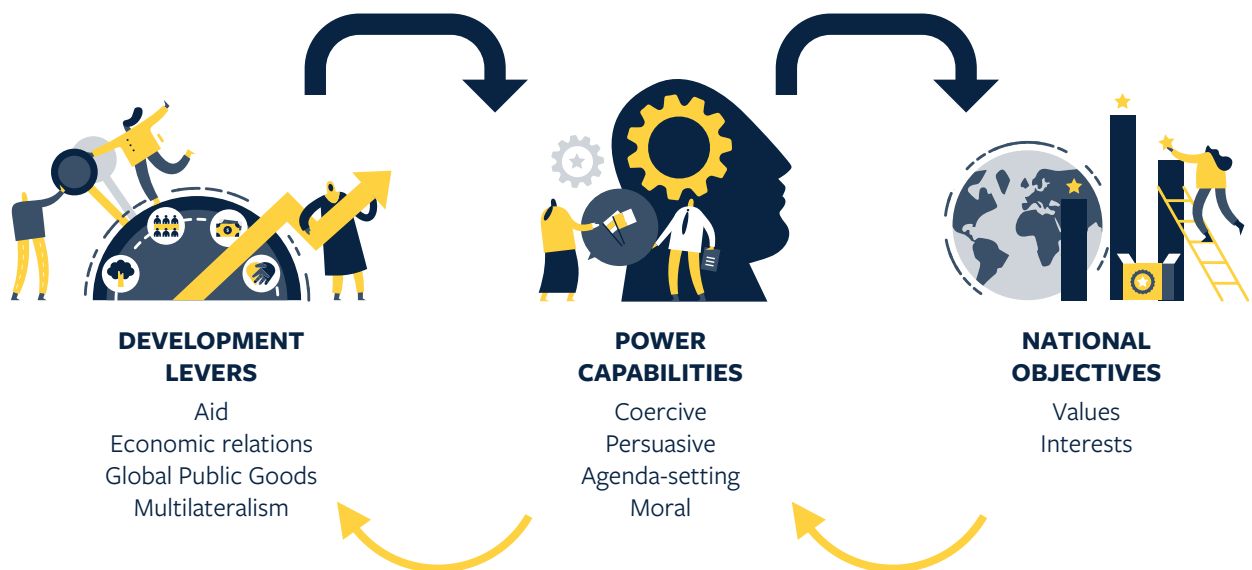 DEVELOPMENT
LEVERS
Aid
Economic relations
Global Public Goods
Multilateralism
POWER
CAPABILITIES
Coercive
Persuasive
Agenda-setting
Moral
NATIONAL
OBJECTIVES
Values
Interests